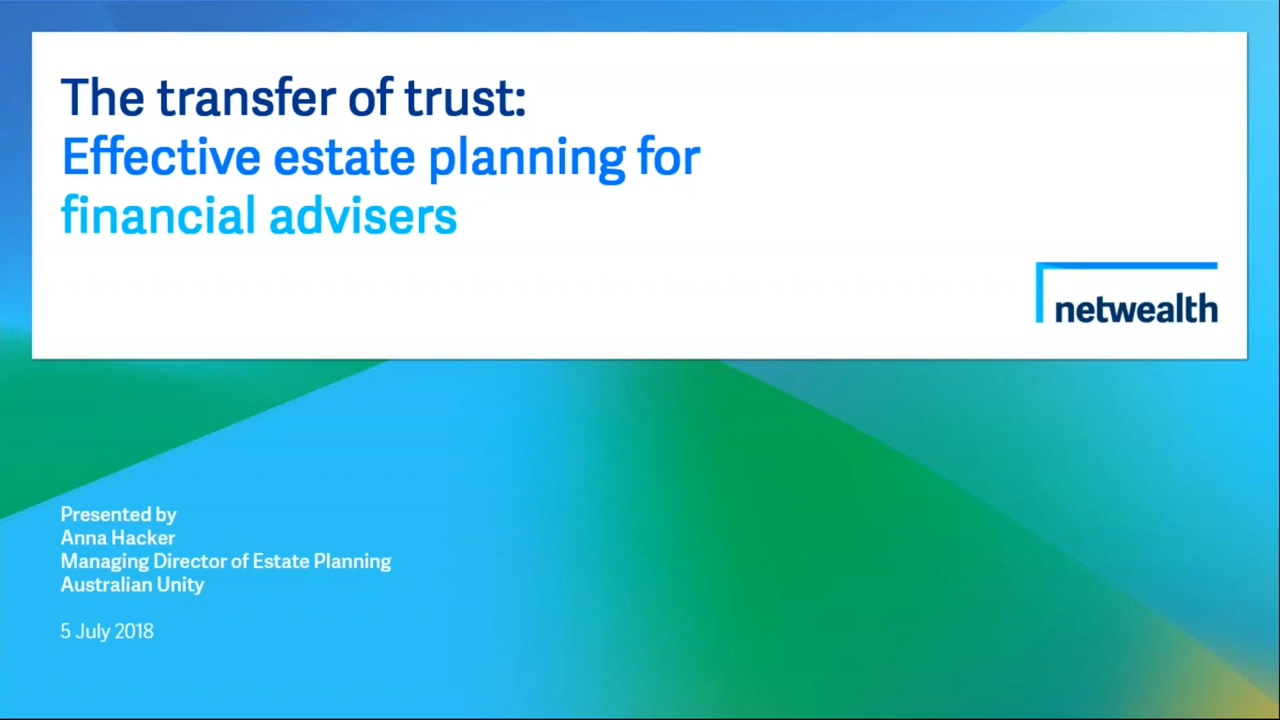 The transfer of trust:
Effective estate planning for
financial advisers
netwealth
Presented by
Anna Hacker
Managing Director of Estate Planning
Australian Unity
5 July 2018